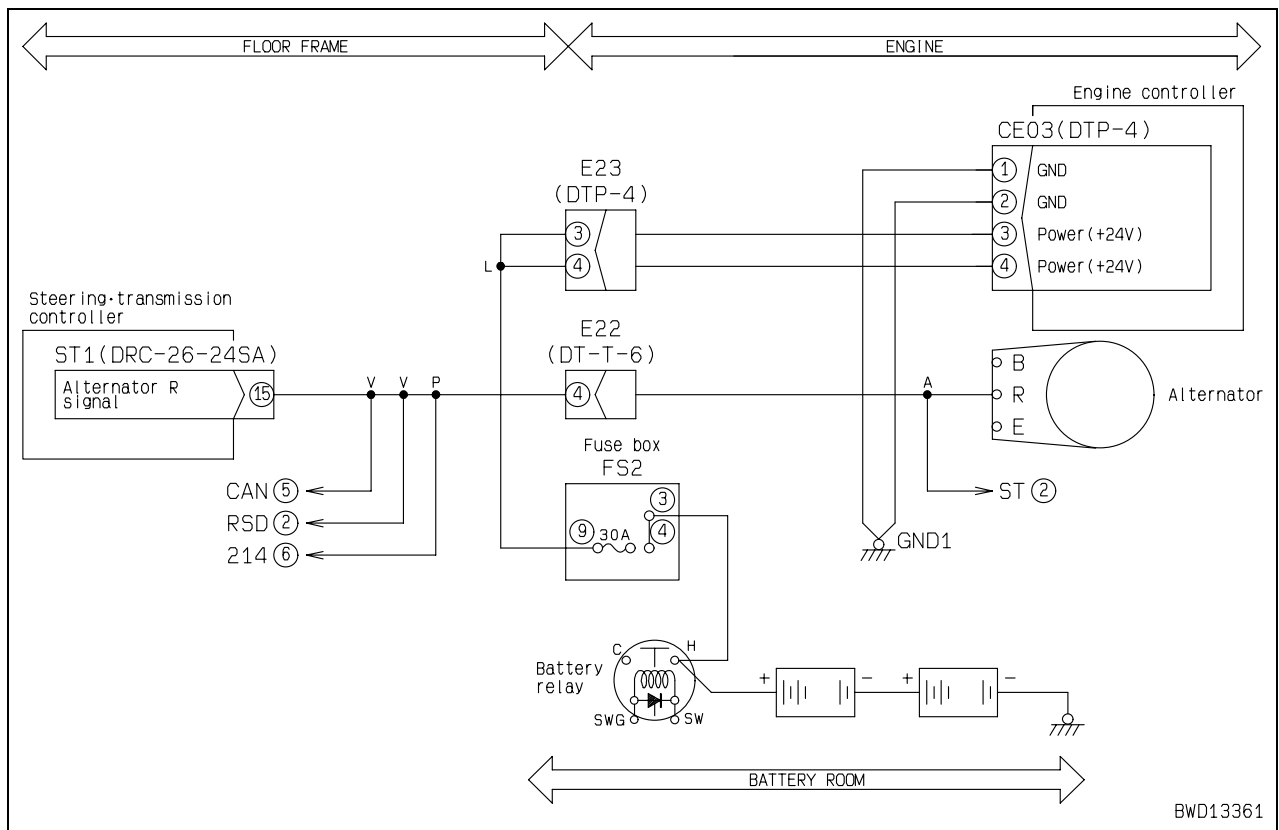 FLOOR FRAME
ENGINE
Engine controller
CE03(DTP-4)
① GND
② GND
③ Power(+24V)
④ Power(+24V)
E23
(DTP-4)
③
④
L
Steering·transmission
controller
ST1(DRC-26-24SA)
Alternator R
signal
⑮
V
V
P
E22
(DT-T-6)
④
A
B
R
E
Alternator
CAN ⑤
RSD ②
214 ⑥
ST ②
Fuse box
FS2
③
⑨ 30A ④
GND1
Battery
relay
C
H
SWG
SW
+
-
+
-
BATTERY ROOM
BWD13361